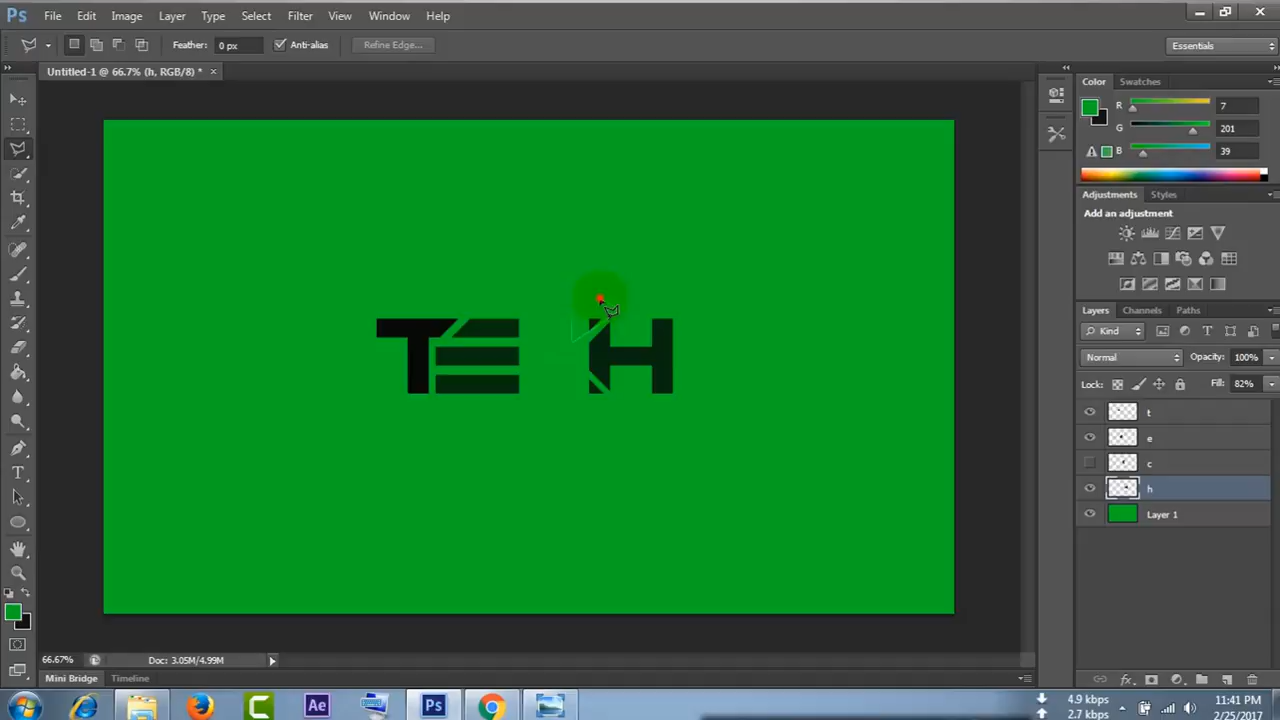 Ps File Edit Image Layer Type Select Filter View Window Help
Feather: 0 px Anti-alias Refine Edge... Essentials
Untitled-1 @ 66.7% (h, RGB/8) *
Color Swatches
R 7
G 201
B 39
Adjustments Styles
Add an adjustment
TE H
Layers Channels Paths
Kind
Normal Opacity: 100%
Lock: Fill: 82%
t
e
c
h
Layer 1
66.67% Doc: 3.05M/4.99M
Mini Bridge Timeline
Ae Ps
4.9 kbps
2.7 kbps
11:41 PM
2/25/2017